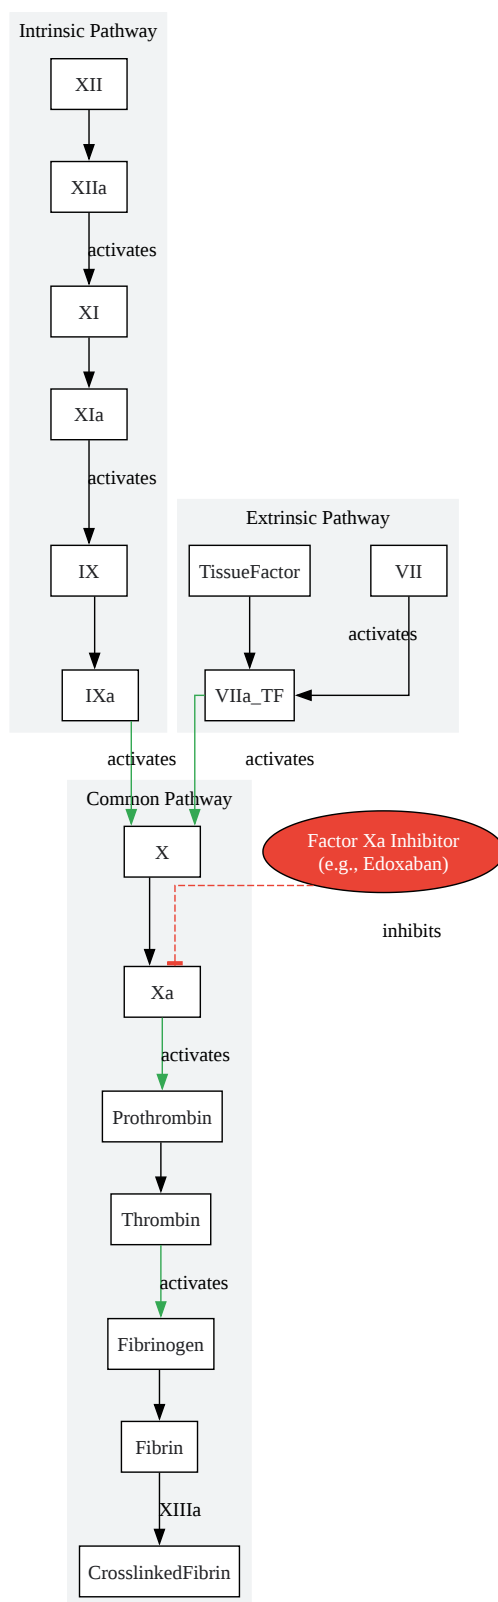 Intrinsic Pathway
XII
XIIa
activates
XI
XIa
activates
IX
IXa
Extrinsic Pathway
TissueFactor
VII
activates
VIIa_TF
activates
activates
Common Pathway
X
Factor Xa Inhibitor
(e.g., Edoxaban)
inhibits
Xa
activates
Prothrombin
Thrombin
activates
Fibrinogen
Fibrin
XIIIa
CrosslinkedFibrin